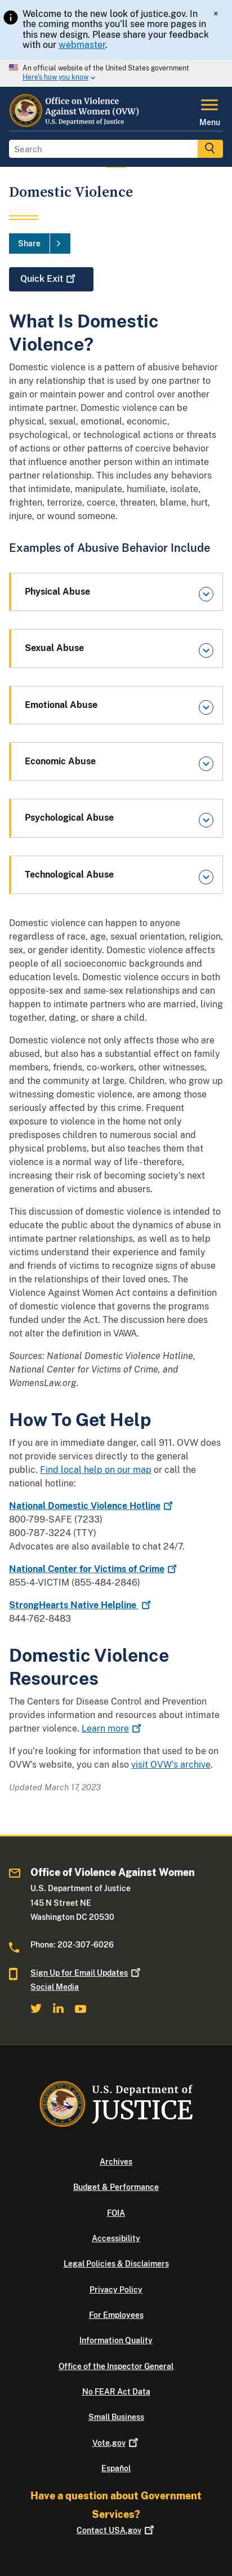 Welcome to the new look of justice.gov. In
the coming months you'll see more pages in
this new design. Please share your feedback
with our webmaster.
×
An official website of the United States government
Here's how you know
Office on Violence
Against Women (OVW)
U.S. Department of Justice
Menu
Search
Domestic Violence
Share
Quick Exit
What Is Domestic
Violence?
Domestic violence is a pattern of abusive behavior
in any relationship that is used by one partner to
gain or maintain power and control over another
intimate partner. Domestic violence can be
physical, sexual, emotional, economic,
psychological, or technological actions or threats
of actions or other patterns of coercive behavior
that influence another person within an intimate
partner relationship. This includes any behaviors
that intimidate, manipulate, humiliate, isolate,
frighten, terrorize, coerce, threaten, blame, hurt,
injure, or wound someone.
Examples of Abusive Behavior Include
Physical Abuse
Sexual Abuse
Emotional Abuse
Economic Abuse
Psychological Abuse
Technological Abuse
Domestic violence can happen to anyone
regardless of race, age, sexual orientation, religion,
sex, or gender identity. Domestic violence affects
people of all socioeconomic backgrounds and
education levels. Domestic violence occurs in both
opposite-sex and same-sex relationships and can
happen to intimate partners who are married, living
together, dating, or share a child.
Domestic violence not only affects those who are
abused, but also has a substantial effect on family
members, friends, co-workers, other witnesses,
and the community at large. Children, who grow up
witnessing domestic violence, are among those
seriously affected by this crime. Frequent
exposure to violence in the home not only
predisposes children to numerous social and
physical problems, but also teaches them that
violence is a normal way of life - therefore,
increasing their risk of becoming society's next
generation of victims and abusers.
This discussion of domestic violence is intended to
educate the public about the dynamics of abuse in
intimate partner relationships as well as to help
victims and survivors recognize their own signs of
abuse in the relationships of their loved ones. The
Violence Against Women Act contains a definition
of domestic violence that governs the programs
funded under the Act. The discussion here does
not alter the definition in VAWA.
Sources: National Domestic Violence Hotline,
National Center for Victims of Crime, and
WomensLaw.org.
How To Get Help
If you are in immediate danger, call 911. OVW does
not provide services directly to the general
public. Find local help on our map or call the
national hotline:
National Domestic Violence Hotline
800-799-SAFE (7233)
800-787-3224 (TTY)
Advocates are also available to chat 24/7.
National Center for Victims of Crime
855-4-VICTIM (855-484-2846)
StrongHearts Native Helpline
844-762-8483
Domestic Violence
Resources
The Centers of Disease Control and Prevention
provides information and resources about intimate
partner violence. Learn more
If you're looking for information that used to be on
OVW's website, you can also visit OVW's archive.
Updated March 17, 2023
Office of Violence Against Women
U.S. Department of Justice
145 N Street NE
Washington DC 20530
Phone: 202-307-6026
Sign Up for Email Updates
Social Media
U.S. Department of
JUSTICE
Archives
Budget & Performance
FOIA
Accessibility
Legal Policies & Disclaimers
Privacy Policy
For Employees
Information Quality
Office of the Inspector General
No FEAR Act Data
Small Business
Vote.gov
Español
Have a question about Government
Services?
Contact USA.gov